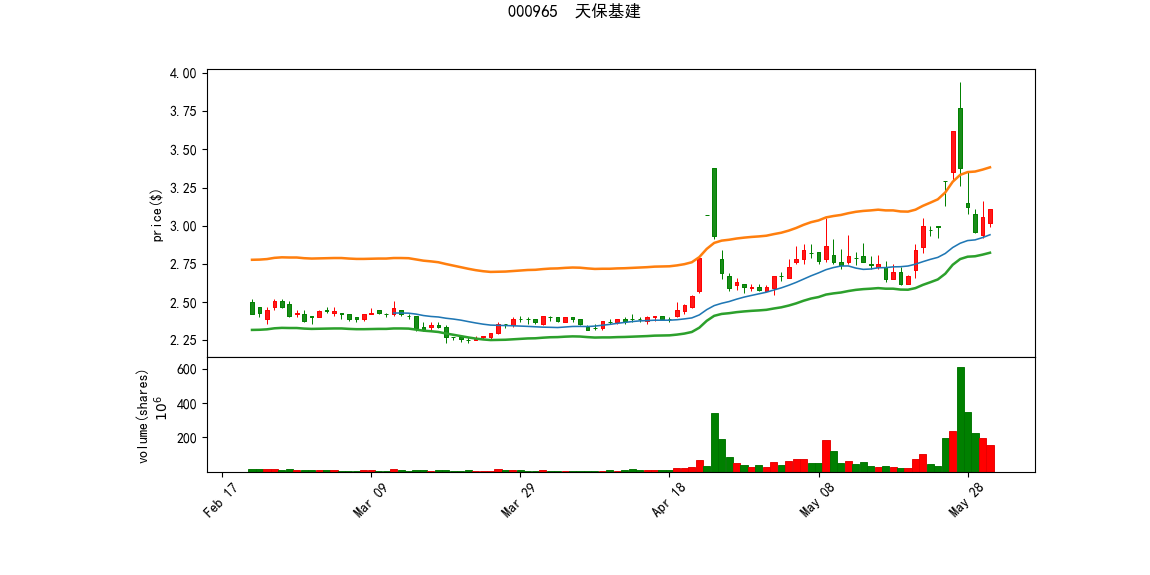 000965  天保基建
4.00
3.75
3.50
3.25
3.00
2.75
2.50
2.25
price($)
600
400
200
volume(shares)
10^6
Feb 17
Mar 09
Mar 29
Apr 18
May 08
May 28